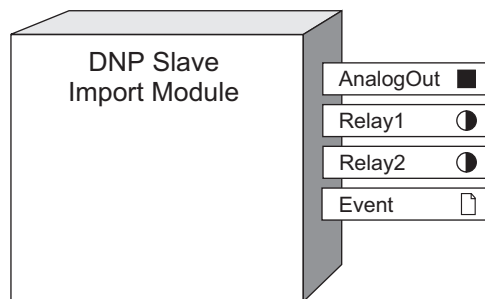 DNP Slave
Import Module
AnalogOut
Relay1
Relay2
Event